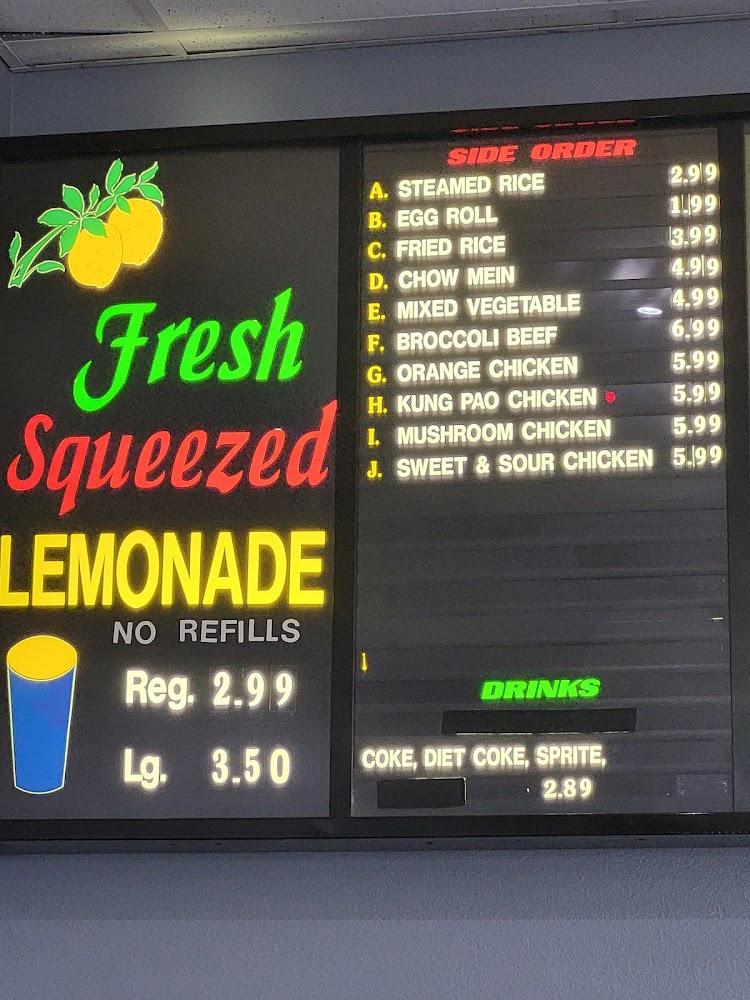 Fresh
Squeezed
LEMONADE
NO REFILLS
Reg. 2.99
Lg. 3.50
SIDE ORDER
A. STEAMED RICE 2.99
B. EGG ROLL 1.99
C. FRIED RICE 3.99
D. CHOW MEIN 4.99
E. MIXED VEGETABLE 4.99
F. BROCCOLI BEEF 6.99
G. ORANGE CHICKEN 5.99
H. KUNG PAO CHICKEN 5.99
I. MUSHROOM CHICKEN 5.99
J. SWEET & SOUR CHICKEN 5.99
DRINKS
COKE, DIET COKE, SPRITE,
2.89